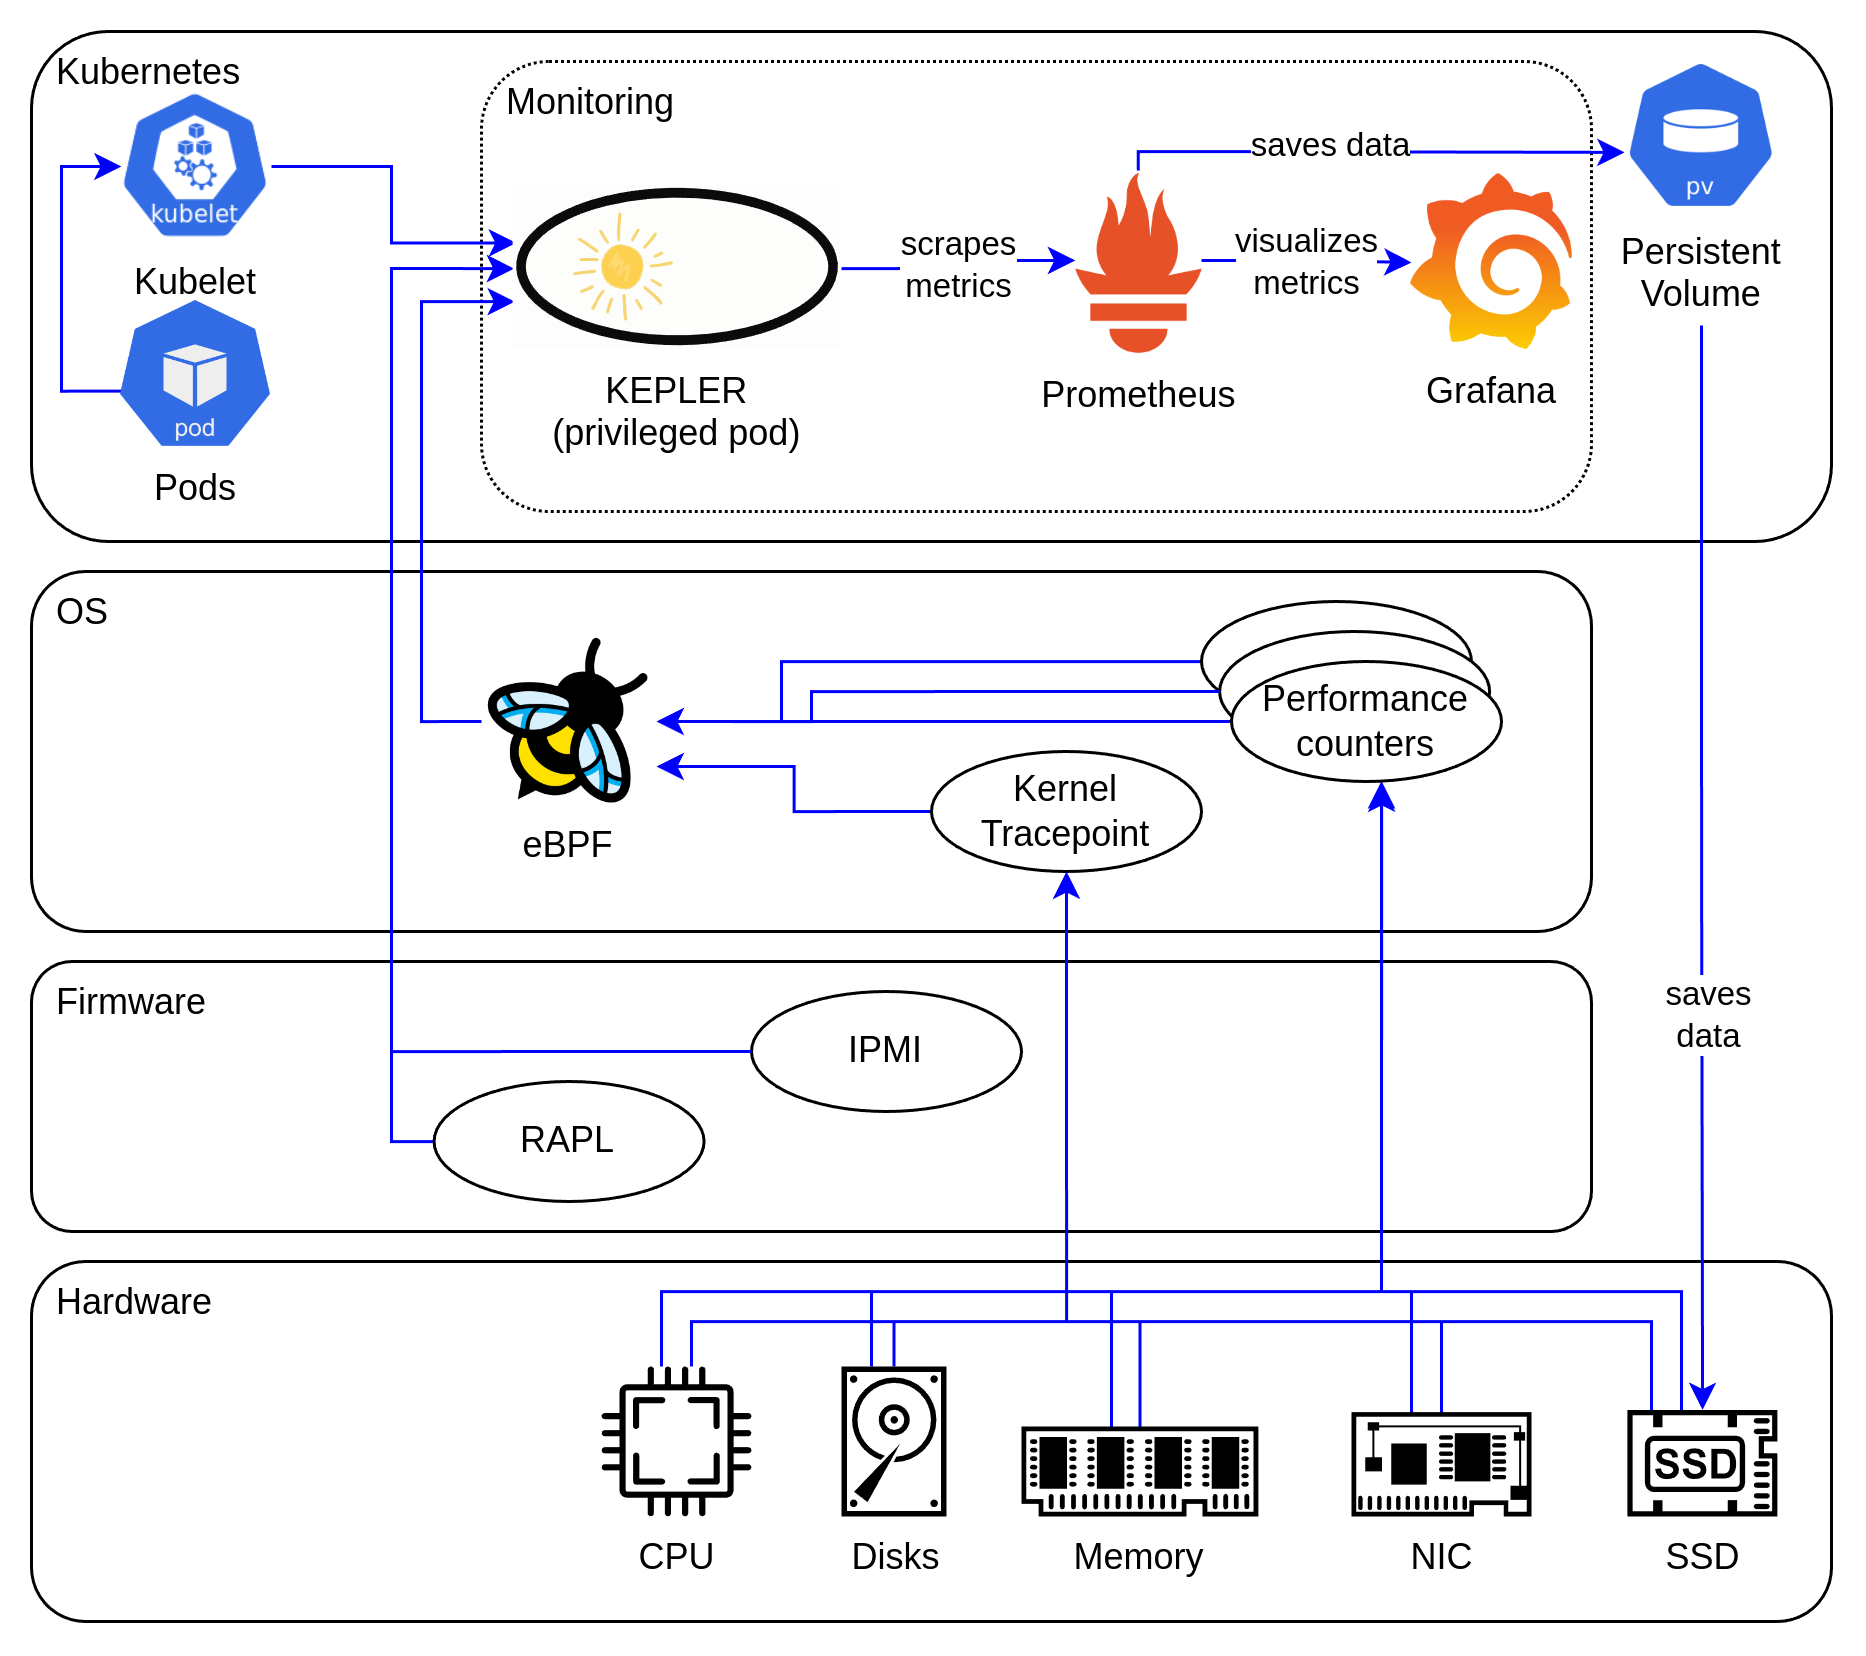 Kubernetes
kubelet
Kubelet
pod
Pods
Monitoring
KEPLER
(privileged pod)
scrapes
metrics
Prometheus
saves data
visualizes
metrics
Grafana
pv
Persistent
Volume
OS
eBPF
Performance
counters
Kernel
Tracepoint
Firmware
IPMI
RAPL
saves
data
Hardware
SSD
CPU
Disks
Memory
NIC
SSD